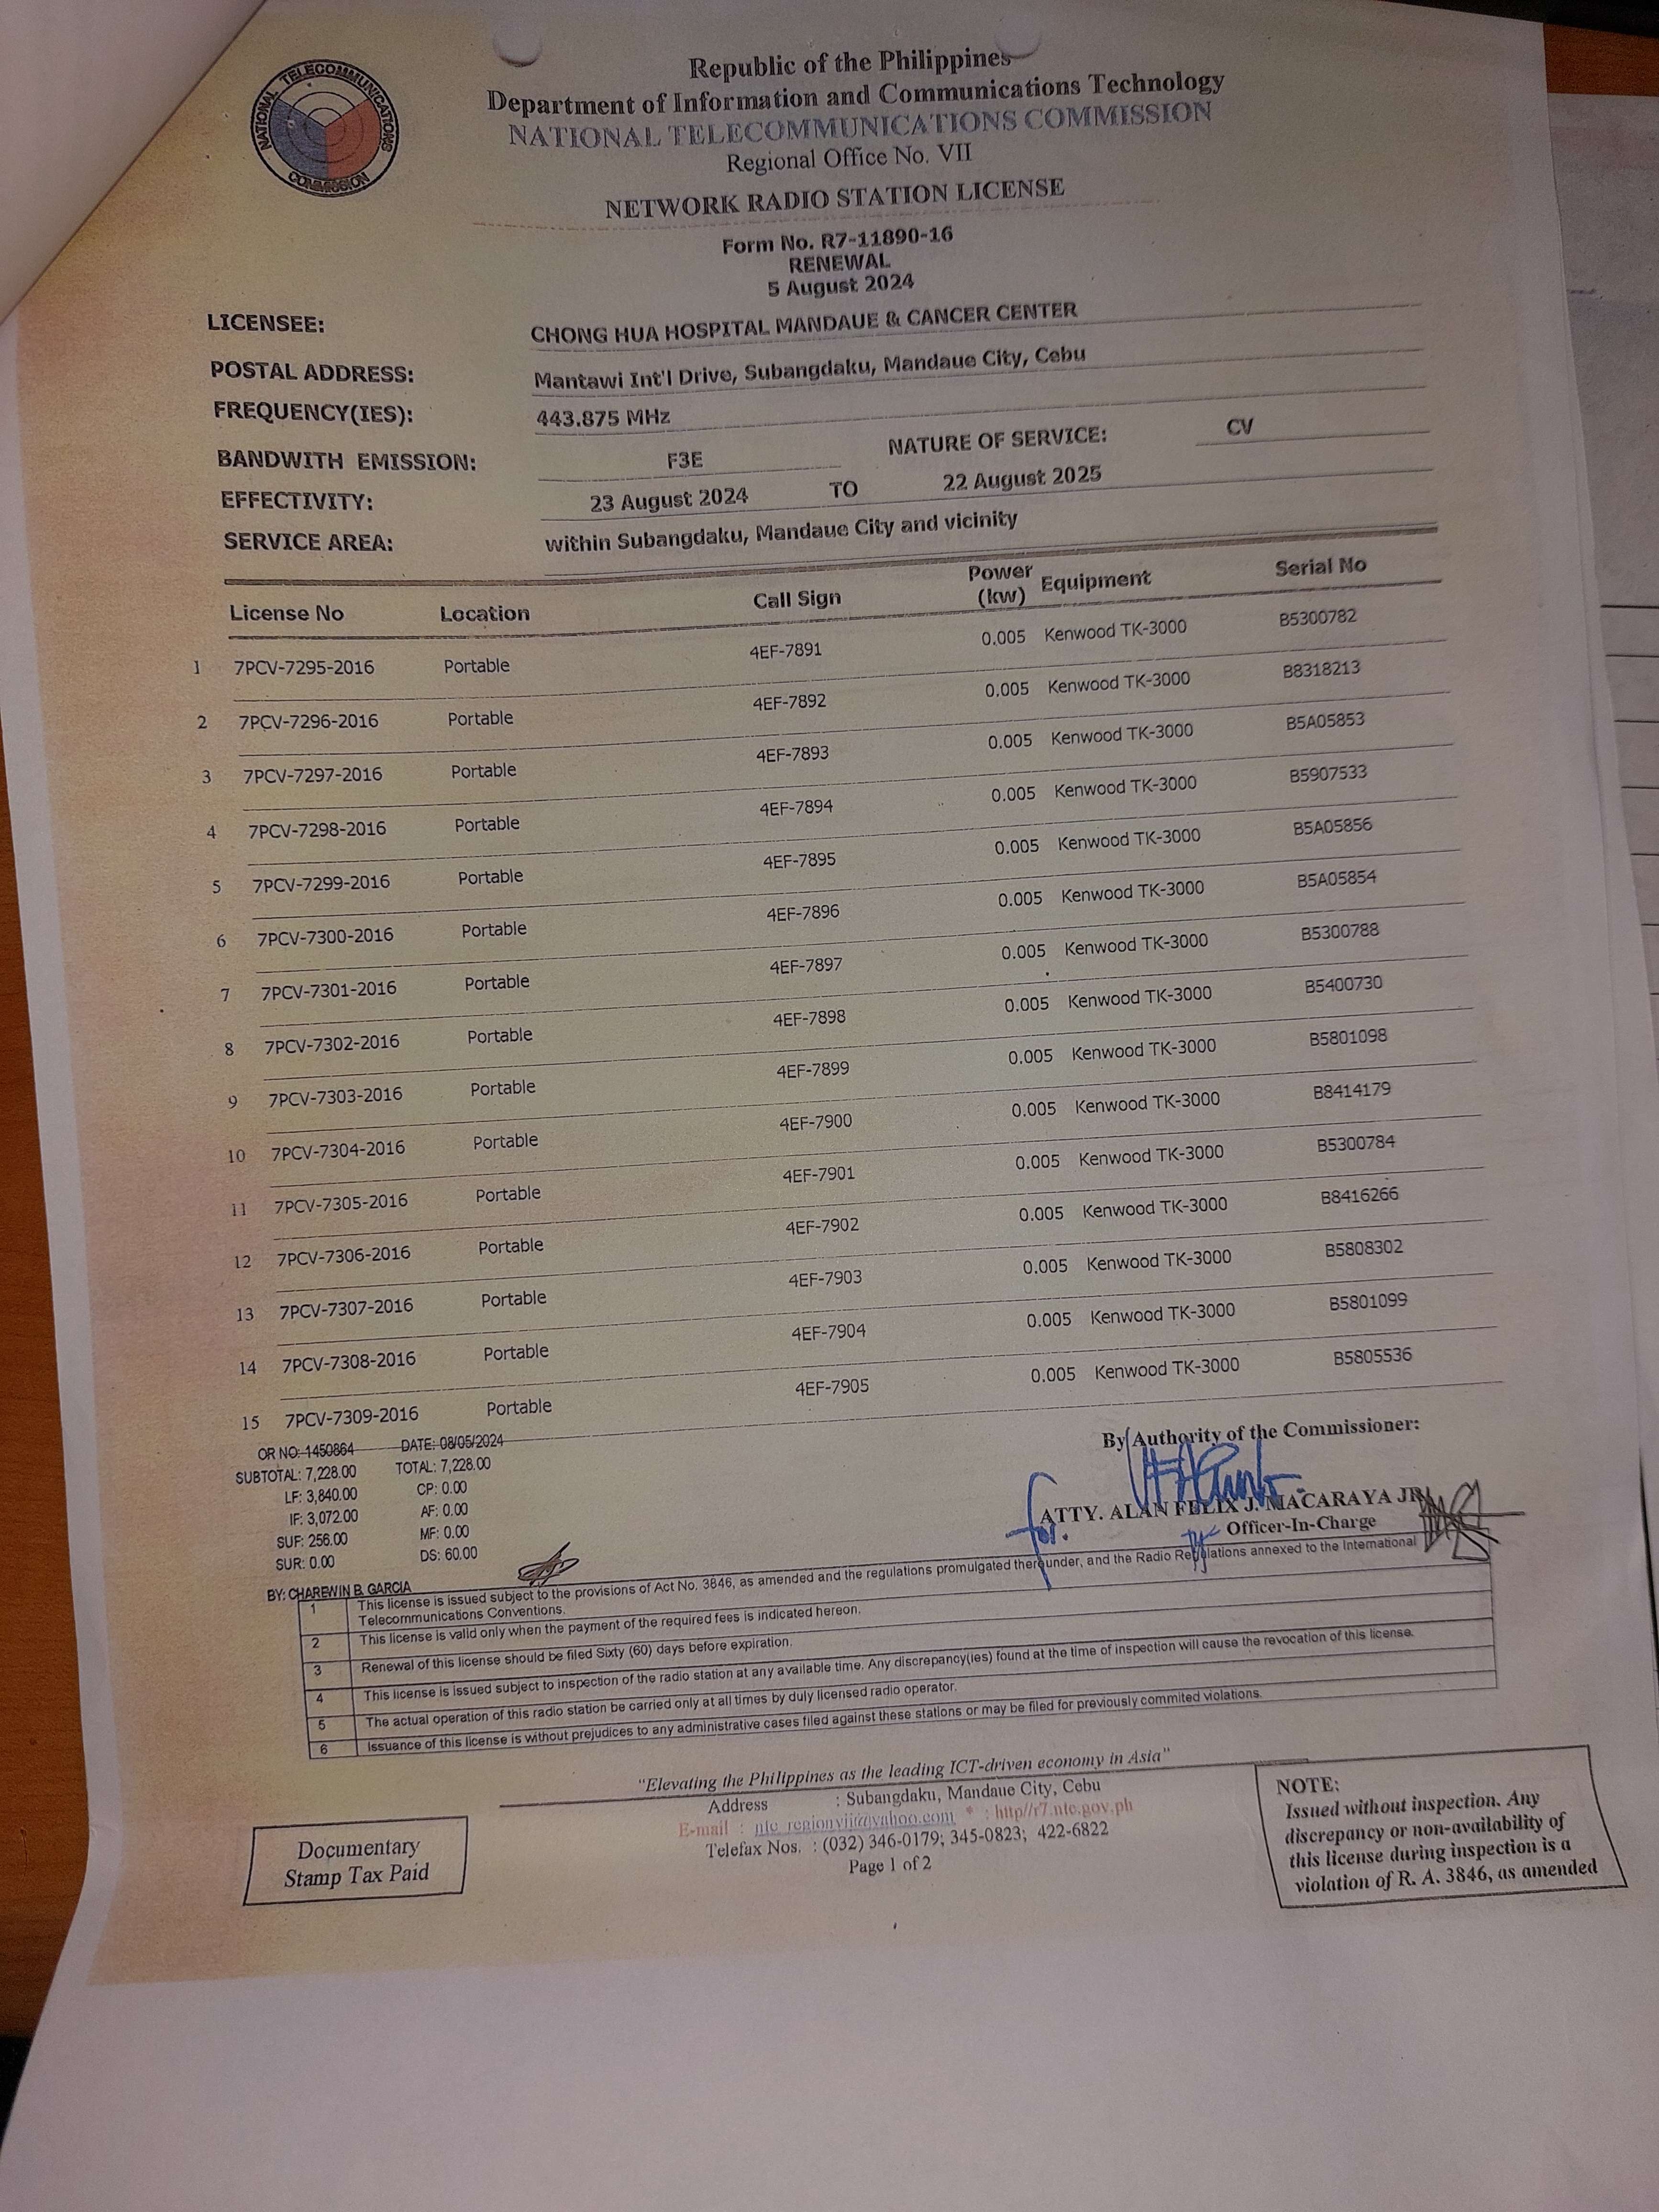 NATIONAL TELECOMMUNICATIONS COMMISSION
Republic of the Philippines
Department of Information and Communications Technology
NATIONAL TELECOMMUNICATIONS COMMISSION
Regional Office No. VII
NETWORK RADIO STATION LICENSE
Form No. R7-11890-16
RENEWAL
5 August 2024
LICENSEE: CHONG HUA HOSPITAL MANDAUE & CANCER CENTER
POSTAL ADDRESS: Mantawi Int'l Drive, Subangdaku, Mandaue City, Cebu
FREQUENCY(IES): 443.875 MHz
BANDWITH EMISSION: F3E NATURE OF SERVICE: CV
EFFECTIVITY: 23 August 2024 TO 22 August 2025
SERVICE AREA: within Subangdaku, Mandaue City and vicinity
License No Location Call Sign Power (kw) Equipment Serial No
1 7PCV-7295-2016 Portable 4EF-7891 0.005 Kenwood TK-3000 B5300782
2 7PCV-7296-2016 Portable 4EF-7892 0.005 Kenwood TK-3000 B8318213
3 7PCV-7297-2016 Portable 4EF-7893 0.005 Kenwood TK-3000 B5A05853
4 7PCV-7298-2016 Portable 4EF-7894 0.005 Kenwood TK-3000 B5907533
5 7PCV-7299-2016 Portable 4EF-7895 0.005 Kenwood TK-3000 B5A05856
6 7PCV-7300-2016 Portable 4EF-7896 0.005 Kenwood TK-3000 B5A05854
7 7PCV-7301-2016 Portable 4EF-7897 0.005 Kenwood TK-3000 B5300788
8 7PCV-7302-2016 Portable 4EF-7898 0.005 Kenwood TK-3000 B5400730
9 7PCV-7303-2016 Portable 4EF-7899 0.005 Kenwood TK-3000 B5801098
10 7PCV-7304-2016 Portable 4EF-7900 0.005 Kenwood TK-3000 B8414179
11 7PCV-7305-2016 Portable 4EF-7901 0.005 Kenwood TK-3000 B5300784
12 7PCV-7306-2016 Portable 4EF-7902 0.005 Kenwood TK-3000 B8416266
13 7PCV-7307-2016 Portable 4EF-7903 0.005 Kenwood TK-3000 B5808302
14 7PCV-7308-2016 Portable 4EF-7904 0.005 Kenwood TK-3000 B5801099
15 7PCV-7309-2016 Portable 4EF-7905 0.005 Kenwood TK-3000 B5805536
OR NO: 1450864 DATE: 08/05/2024
SUBTOTAL: 7,228.00 TOTAL: 7,228.00
LF: 3,840.00 CP: 0.00
IF: 3,072.00 AF: 0.00
SUF: 256.00 MF: 0.00
SUR: 0.00 DS: 60.00
BY: CHAREWIN B. GARCIA
By Authority of the Commissioner:
for. ATTY. ALAN FELIX J. MACARAYA JR.
Officer-In-Charge
1 This license is issued subject to the provisions of Act No. 3846, as amended and the regulations promulgated thereunder, and the Radio Regulations annexed to the International
Telecommunications Conventions.
2 This license is valid only when the payment of the required fees is indicated hereon.
3 Renewal of this license should be filed Sixty (60) days before expiration.
4 This license is issued subject to inspection of the radio station at any available time. Any discrepancy(ies) found at the time of inspection will cause the revocation of this license.
5 The actual operation of this radio station be carried only at all times by duly licensed radio operator.
6 Issuance of this license is without prejudices to any administrative cases filed against these stations or may be filed for previously commited violations.
"Elevating the Philippines as the leading ICT-driven economy in Asia"
Address : Subangdaku, Mandaue City, Cebu
E-mail : ntc_regionvii@yahoo.com * : http//r7.ntc.gov.ph
Telefax Nos. : (032) 346-0179; 345-0823; 422-6822
Page 1 of 2
Documentary
Stamp Tax Paid
NOTE:
Issued without inspection. Any
discrepancy or non-availability of
this license during inspection is a
violation of R. A. 3846, as amended